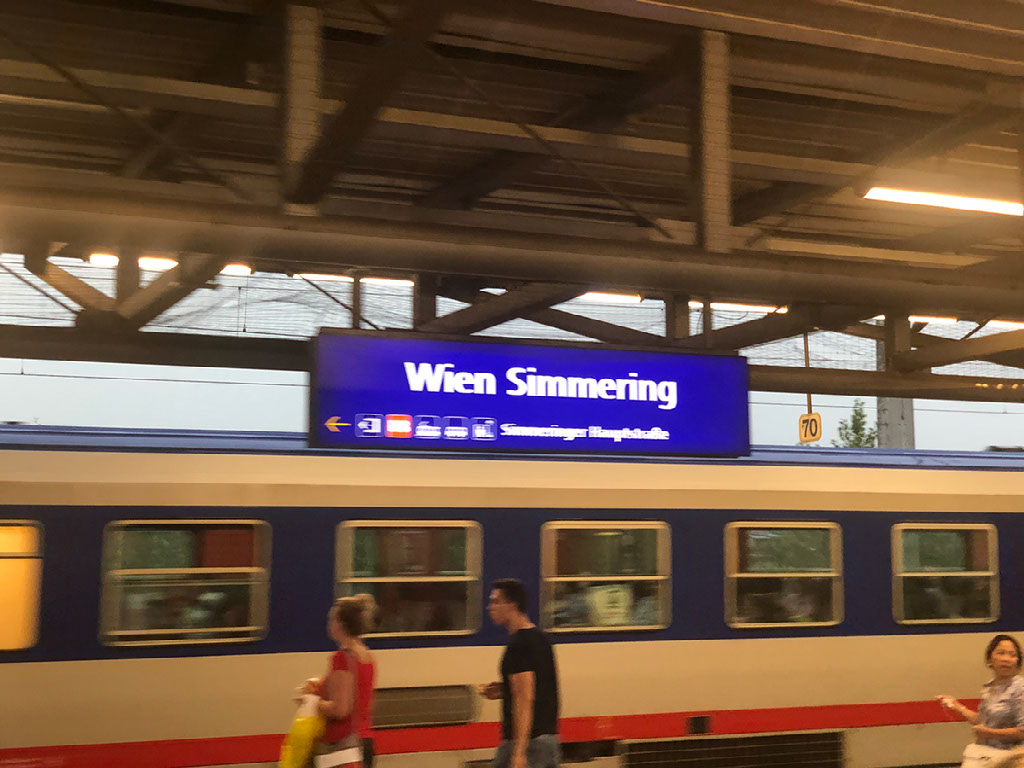 Wien Simmering
Simmeringer Hauptstraße
70